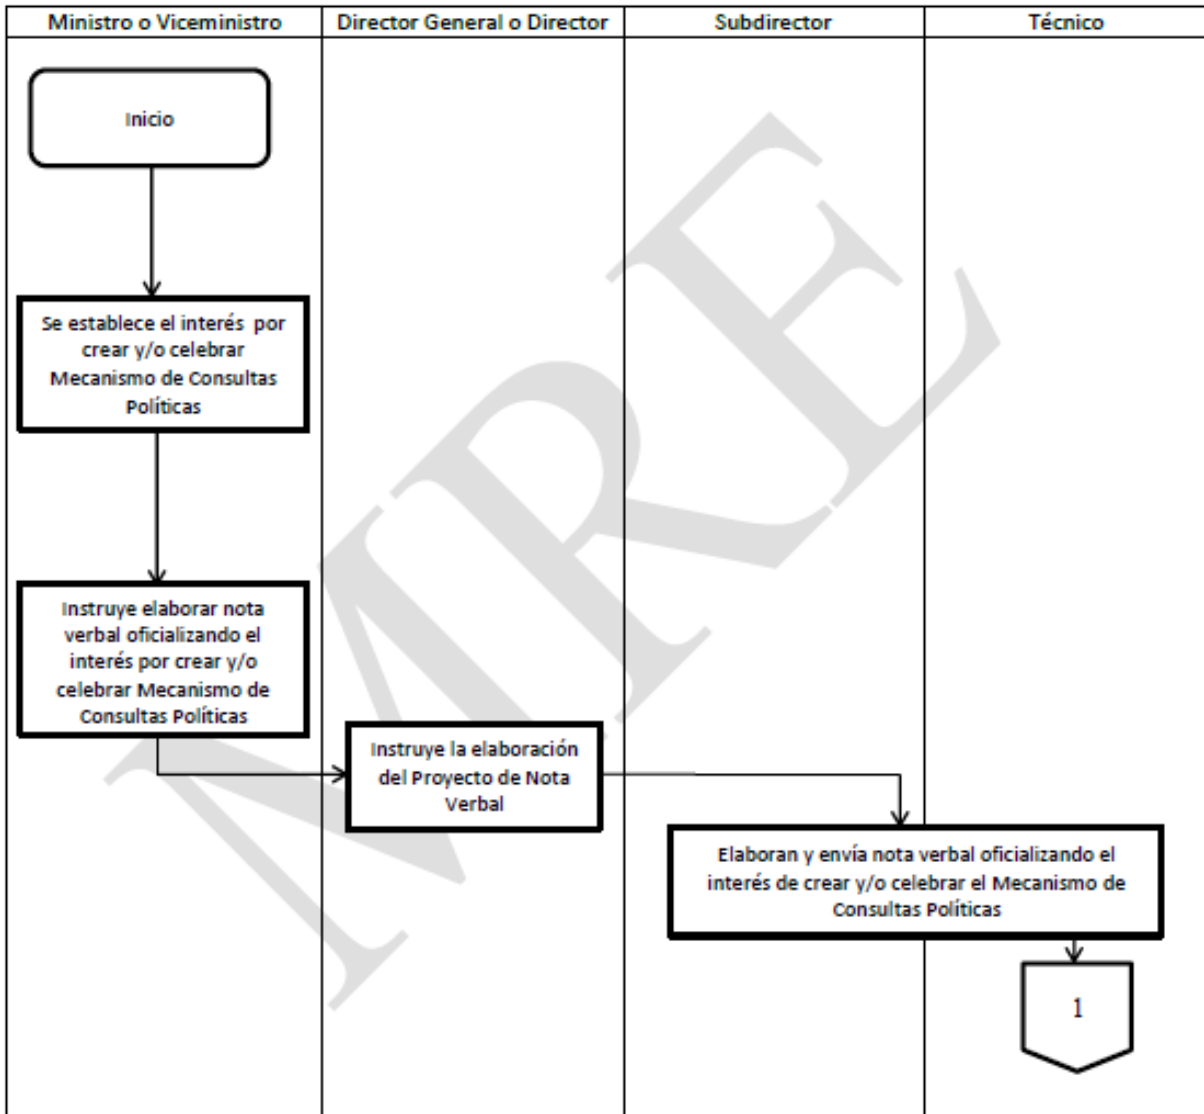 Ministro o Viceministro
Director General o Director
Subdirector
Técnico
Inicio
Se establece el interés por
crear y/o celebrar
Mecanismo de Consultas
Políticas
Instruye elaborar nota
verbal oficializando el
interés por crear y/o
celebrar Mecanismo de
Consultas Políticas
Instruye la elaboración
del Proyecto de Nota
Verbal
Elaboran y envía nota verbal oficializando el
interés de crear y/o celebrar el Mecanismo de
Consultas Políticas
1
MRE